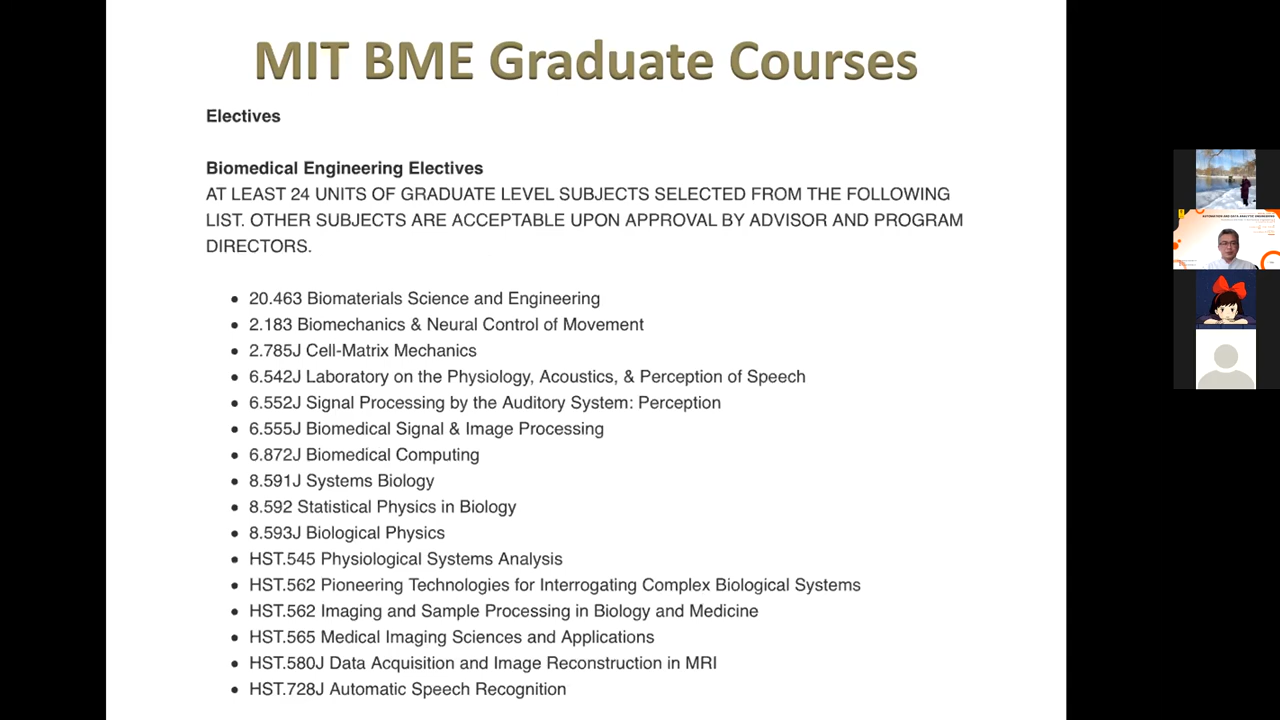 MIT BME Graduate Courses
Electives
Biomedical Engineering Electives
AT LEAST 24 UNITS OF GRADUATE LEVEL SUBJECTS SELECTED FROM THE FOLLOWING
LIST. OTHER SUBJECTS ARE ACCEPTABLE UPON APPROVAL BY ADVISOR AND PROGRAM
DIRECTORS.
• 20.463 Biomaterials Science and Engineering
• 2.183 Biomechanics & Neural Control of Movement
• 2.785J Cell-Matrix Mechanics
• 6.542J Laboratory on the Physiology, Acoustics, & Perception of Speech
• 6.552J Signal Processing by the Auditory System: Perception
• 6.555J Biomedical Signal & Image Processing
• 6.872J Biomedical Computing
• 8.591J Systems Biology
• 8.592 Statistical Physics in Biology
• 8.593J Biological Physics
• HST.545 Physiological Systems Analysis
• HST.562 Pioneering Technologies for Interrogating Complex Biological Systems
• HST.562 Imaging and Sample Processing in Biology and Medicine
• HST.565 Medical Imaging Sciences and Applications
• HST.580J Data Acquisition and Image Reconstruction in MRI
• HST.728J Automatic Speech Recognition
AUTOMATION AND DATA ANALYTIC ENGINEERING